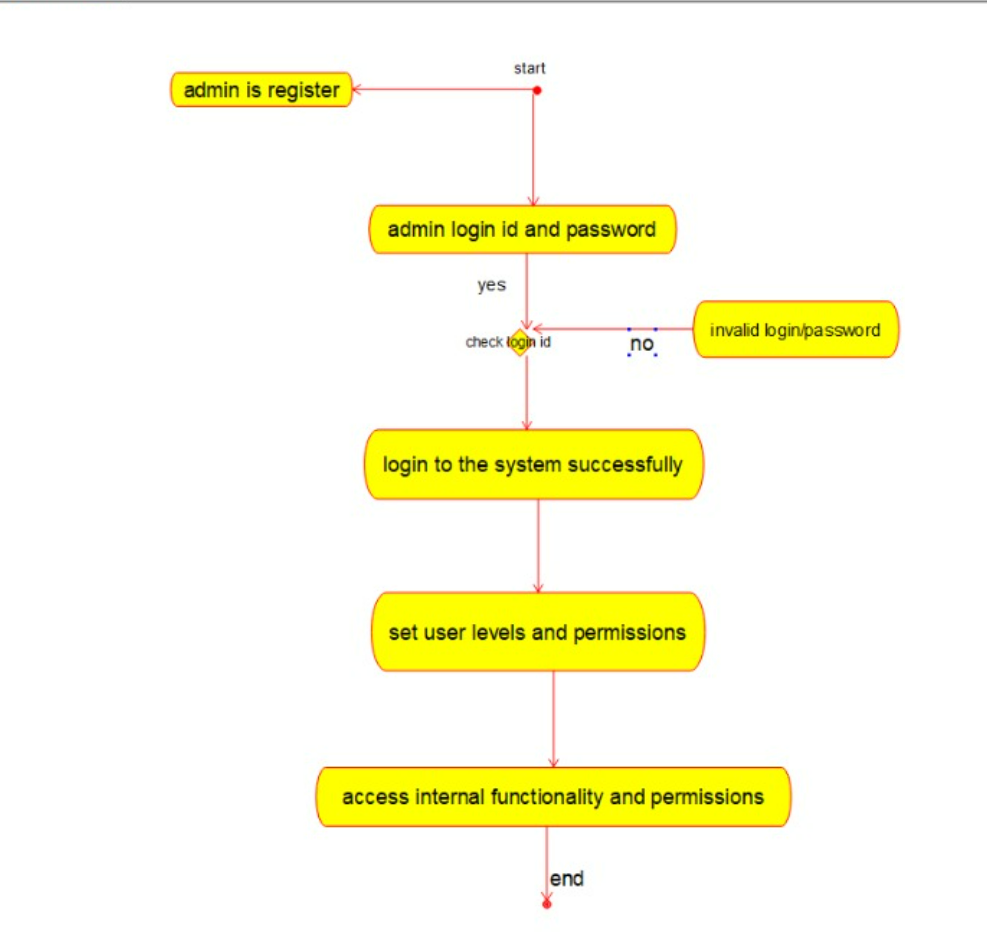 start
admin is register
admin login id and password
yes
invalid login/password
check login id
no
login to the system successfully
set user levels and permissions
access internal functionality and permissions
end